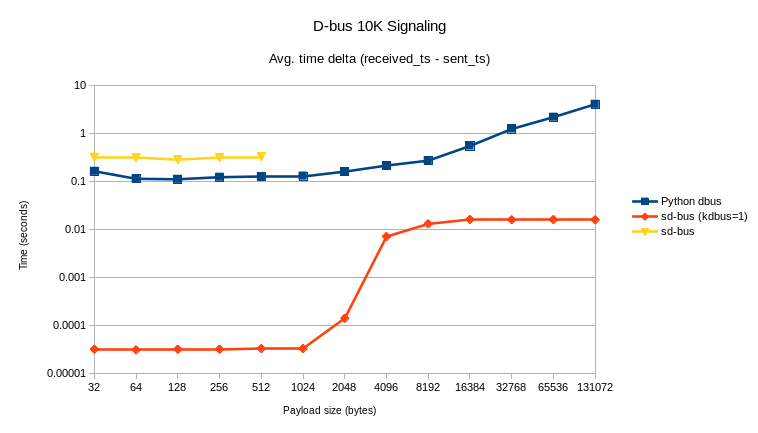 D-bus 10K Signaling
Avg. time delta (received_ts - sent_ts)
10
1
0.1
0.01
0.001
0.0001
0.00001
Time (seconds)
32 64 128 256 512 1024 2048 4096 8192 16384 32768 65536 131072
Payload size (bytes)
Python dbus
sd-bus (kdbus=1)
sd-bus